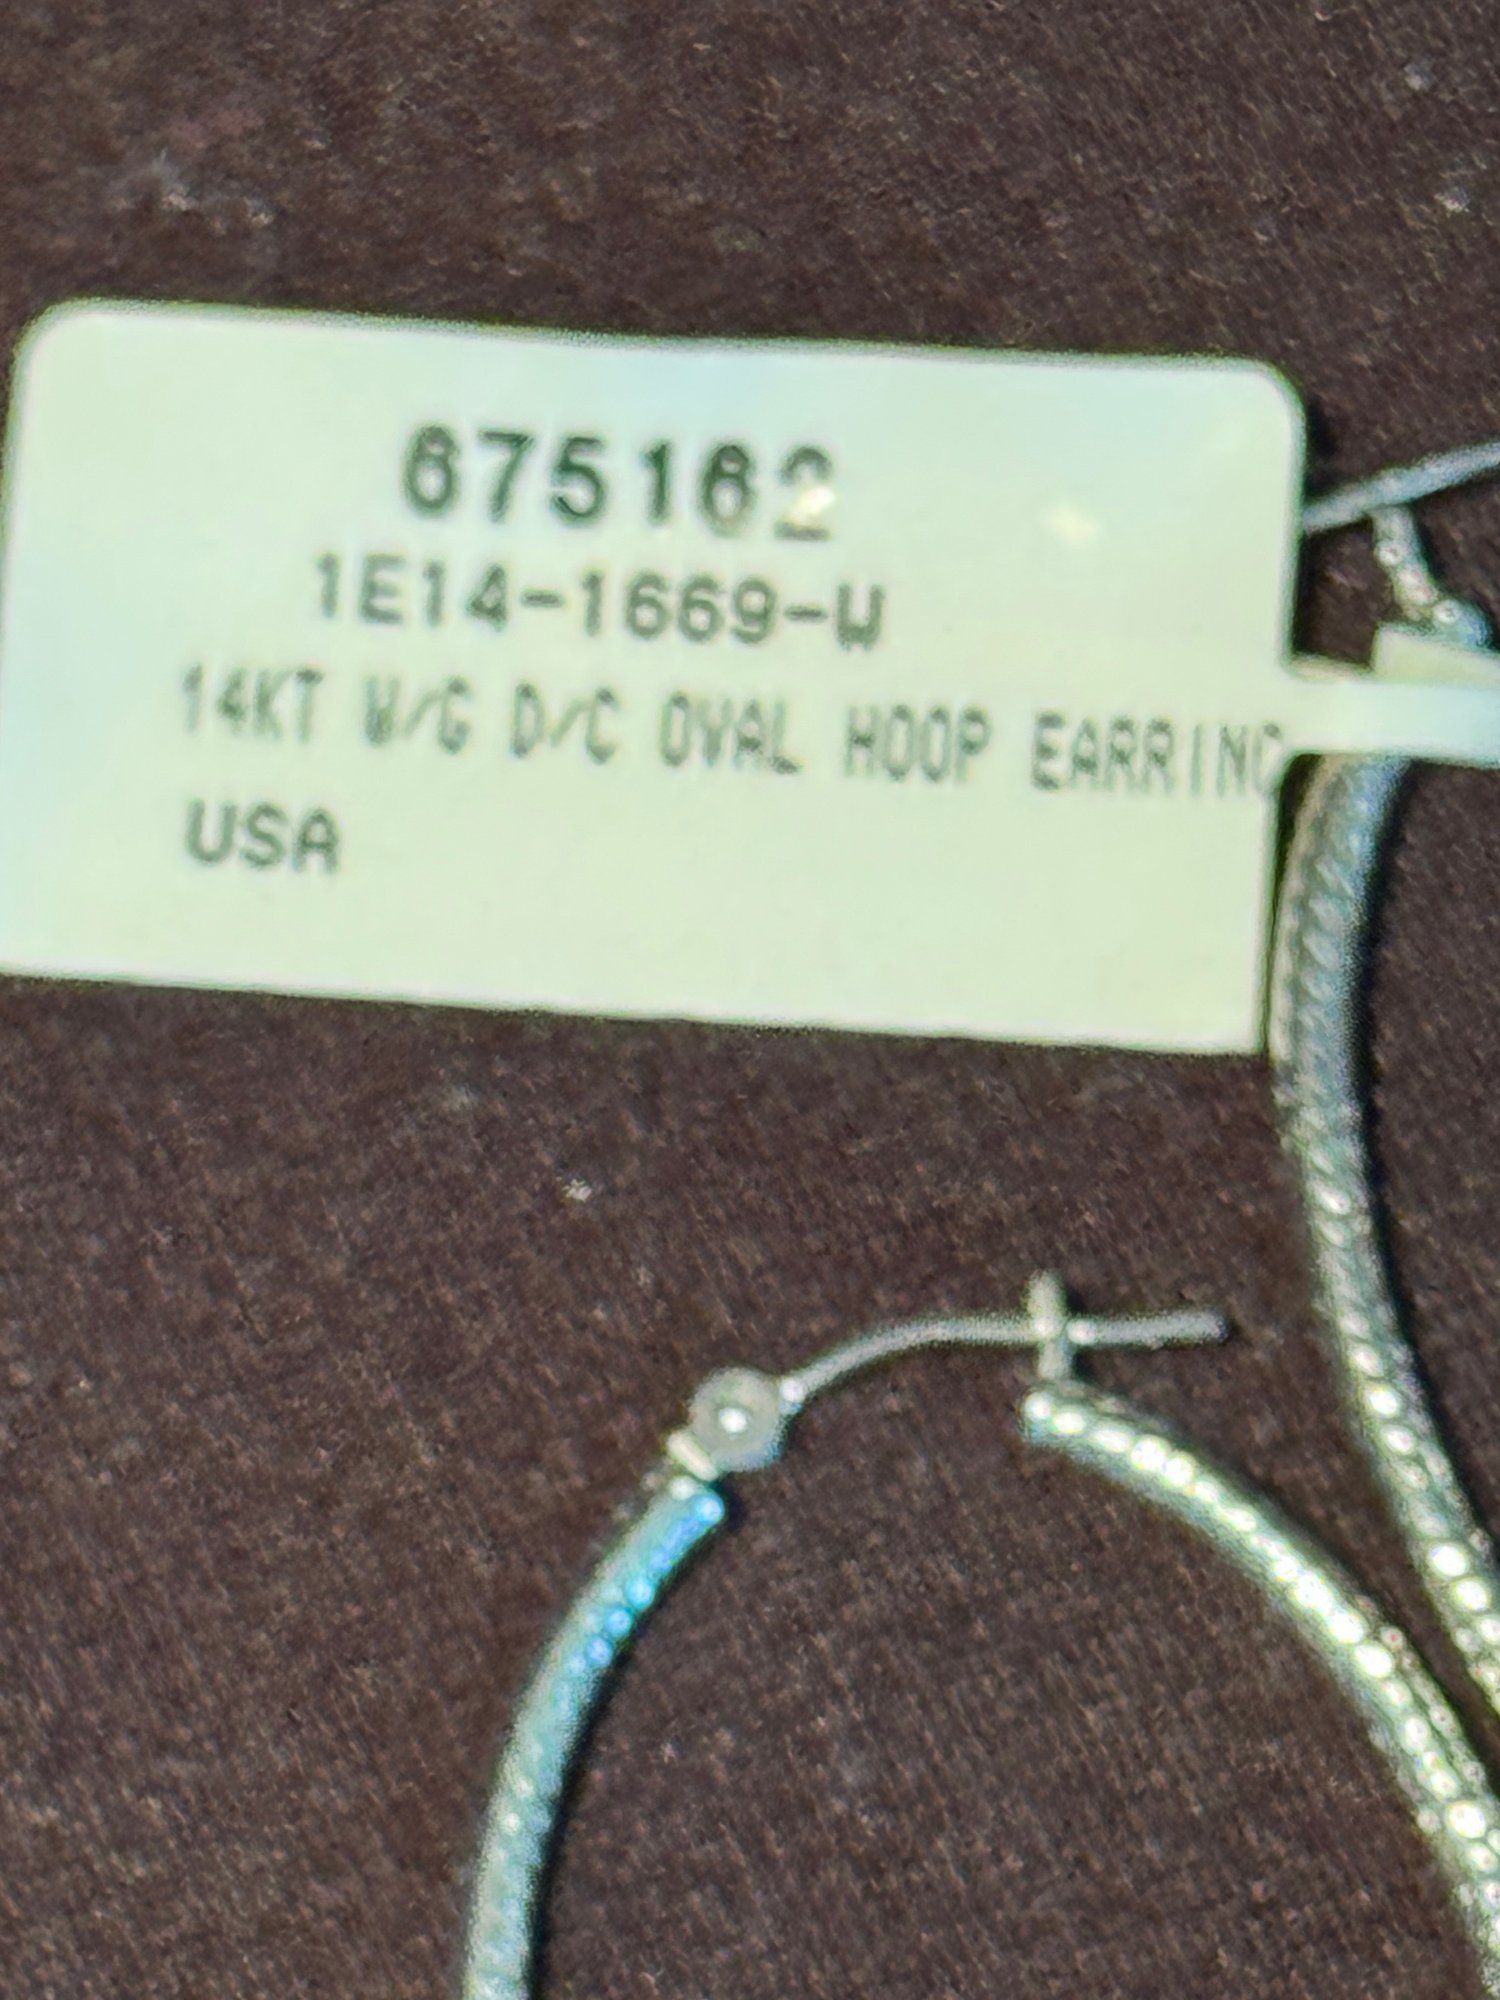 675162
1E14-1669-W
14KT W/G D/C OVAL HOOP EARRING
USA